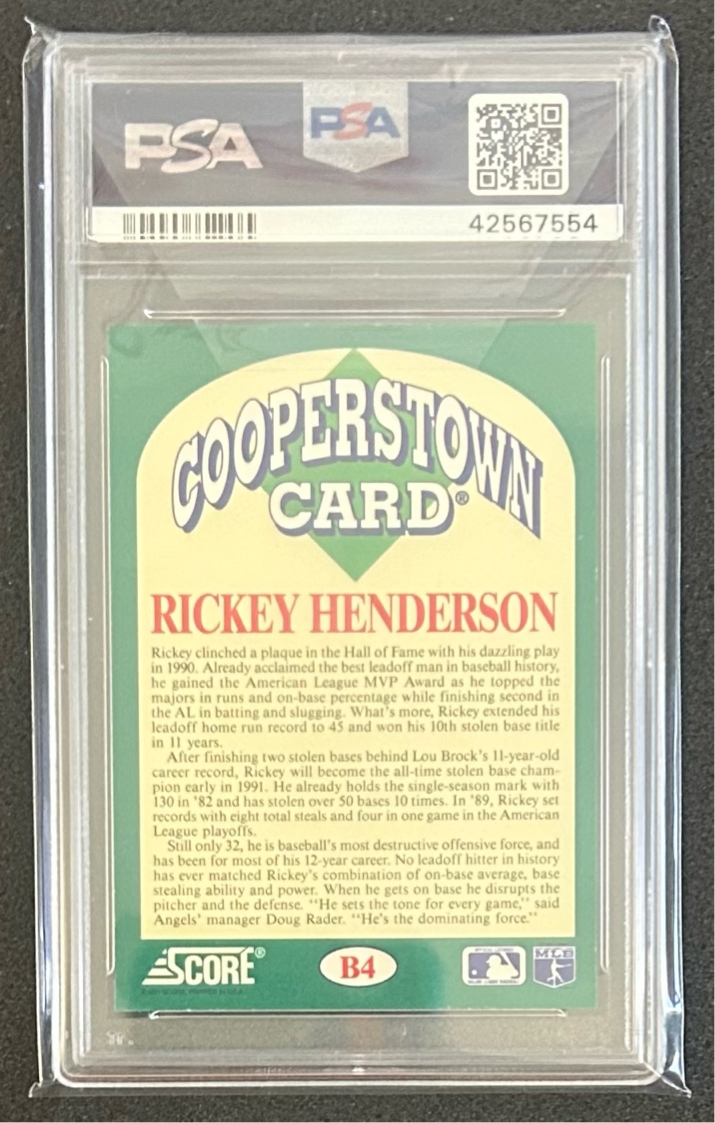 PSA
PSA
42567554
COOPERSTOWN
CARD®
RICKEY HENDERSON
Rickey clinched a plaque in the Hall of Fame with his dazzling play
in 1990. Already acclaimed the best leadoff man in baseball history,
he gained the American League MVP Award as he topped the
majors in runs and on-base percentage while finishing second in
the AL in batting and slugging. What's more, Rickey extended his
leadoff home run record to 45 and won his 10th stolen base title
in 11 years.
After finishing two stolen bases behind Lou Brock's 11-year-old
career record, Rickey will become the all-time stolen base cham-
pion early in 1991. He already holds the single-season mark with
130 in '82 and has stolen over 50 bases 10 times. In '89, Rickey set
records with eight total steals and four in one game in the American
League playoffs.
Still only 32, he is baseball's most destructive offensive force, and
has been for most of his 12-year career. No leadoff hitter in history
has ever matched Rickey's combination of on-base average, base
stealing ability and power. When he gets on base he disrupts the
pitcher and the defense. "He sets the tone for every game," said
Angels' manager Doug Rader. "He's the dominating force."
SCORE®
B4
MLB